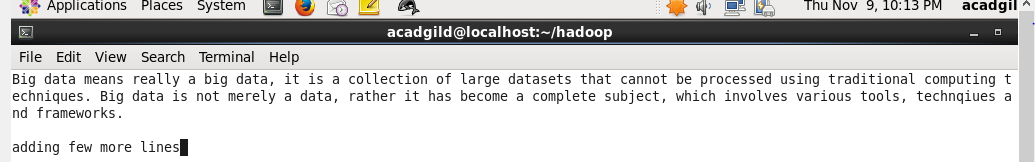 Applications Places System Thu Nov 9, 10:13 PM acadgil
acadgild@localhost:~/hadoop
File Edit View Search Terminal Help
Big data means really a big data, it is a collection of large datasets that cannot be processed using traditional computing t
echniques. Big data is not merely a data, rather it has become a complete subject, which involves various tools, technqiues a
nd frameworks.
adding few more lines